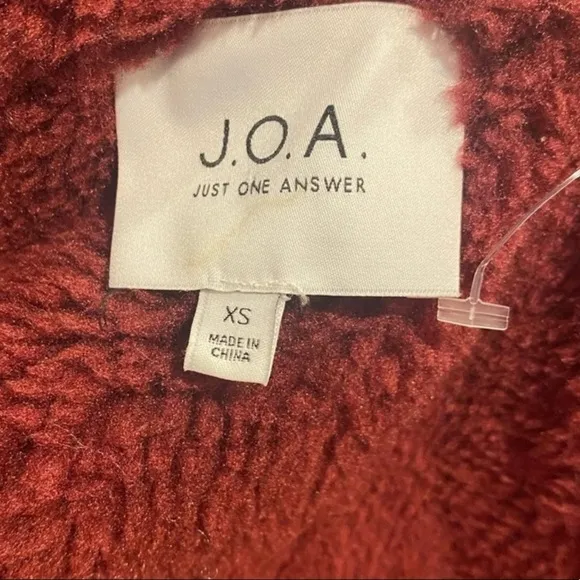 J.O.A.
JUST ONE ANSWER
XS
MADE IN
CHINA